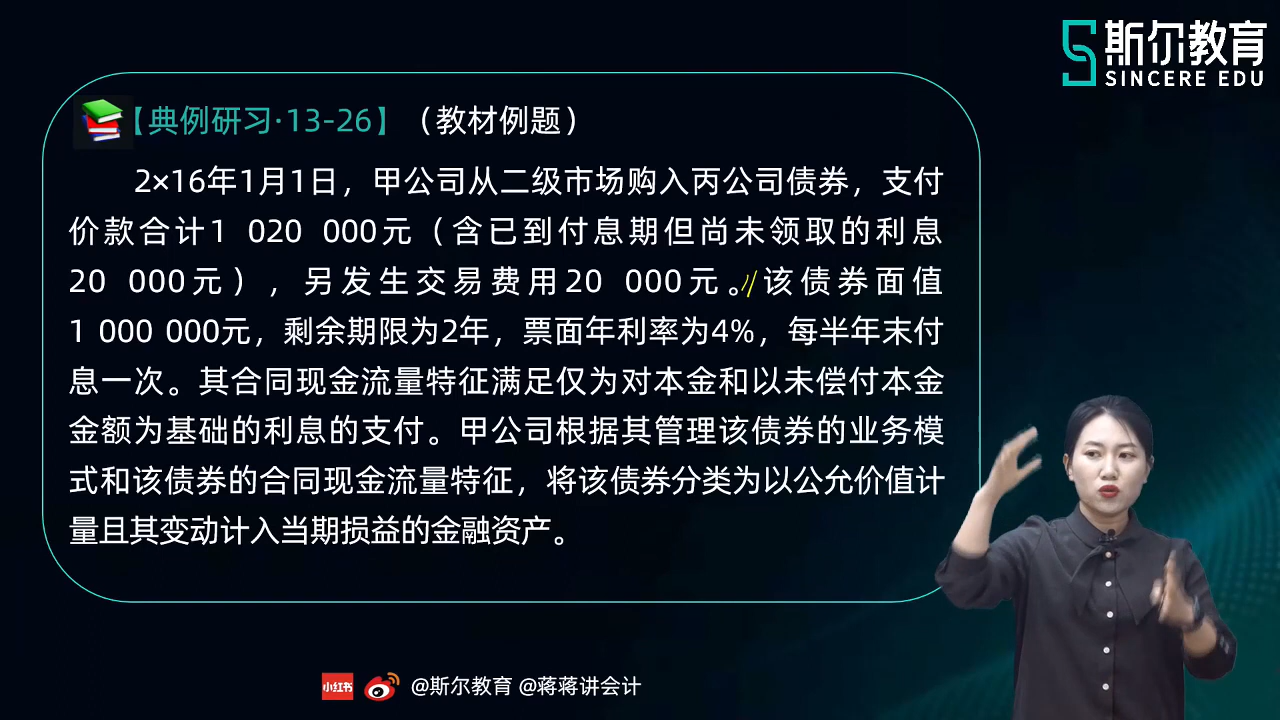 斯尔教育
SINCERE EDU
【典例研习·13-26】（教材例题）
2×16年1月1日，甲公司从二级市场购入丙公司债券，支付
价款合计1 020 000元（含已到付息期但尚未领取的利息
20 000元），另发生交易费用20 000元。该债券面值
1 000 000元，剩余期限为2年，票面年利率为4%，每半年末付
息一次。其合同现金流量特征满足仅为对本金和以未偿付本金
金额为基础的利息的支付。甲公司根据其管理该债券的业务模
式和该债券的合同现金流量特征，将该债券分类为以公允价值计
量且其变动计入当期损益的金融资产。
小红书 @斯尔教育 @蒋蒋讲会计